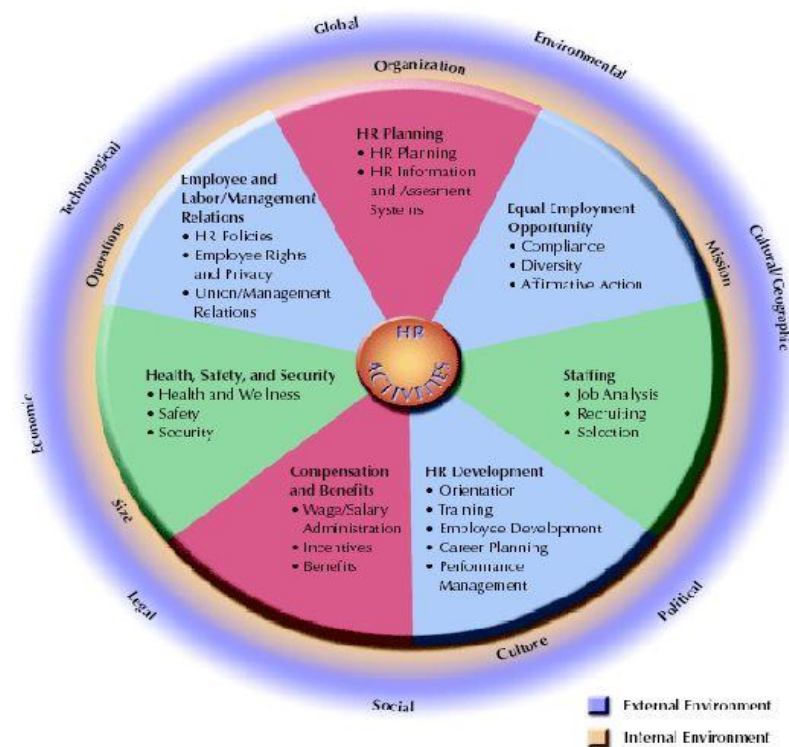 Global
Environmental
Organization
Technological
HR Planning
• HR Planning
• HR Information
and Assesment
Systems
Employee and
Labor/Management
Relations
• HR Policies
• Employee Rights
and Privacy
• Union/Management
Relations
Equal Employment
Opportunity
• Compliance
• Diversity
• Affirmative Action
Operations
Mission
Cultural/Geographic
HR
ACTIVITIES
Health, Safety, and Security
• Health and Wellness
• Safety
• Security
Staffing
• Job Analysis
• Recruiting
• Selection
Economic
Compensation
and Benefits
• Wage/Salary
Administration
• Incentives
• Benefits
HR Development
• Orientation
• Training
• Employee Development
• Career Planning
• Performance
Management
Size
Legal
Political
Culture
Social
External Environment
Internal Environment